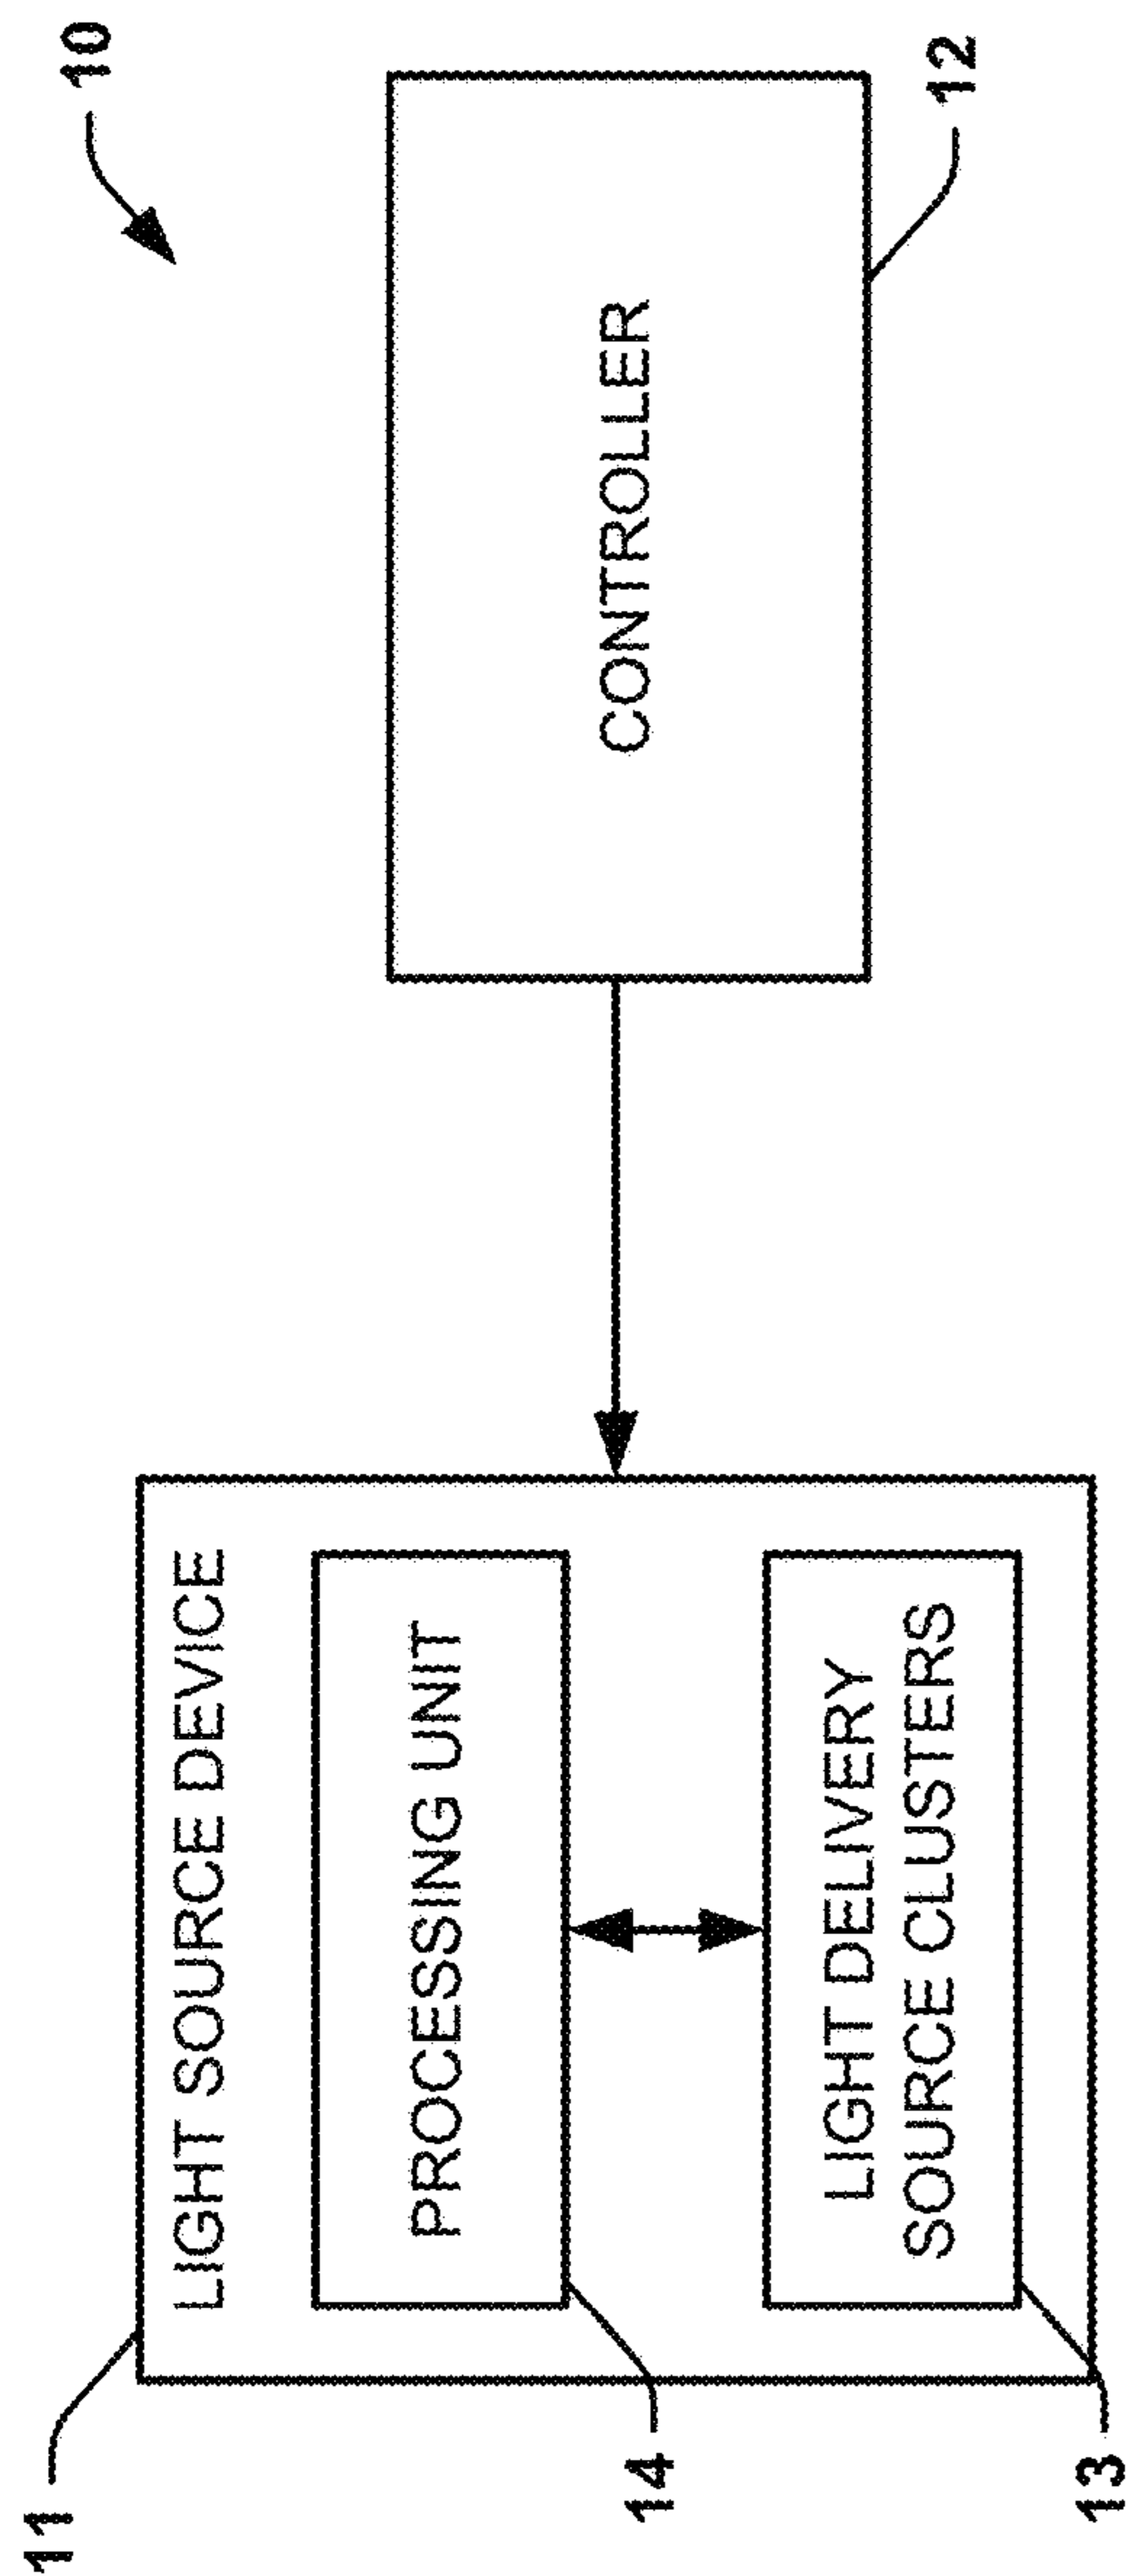 10
11
LIGHT SOURCE DEVICE
PROCESSING UNIT
14
LIGHT DELIVERY
SOURCE CLUSTERS
13
CONTROLLER
12